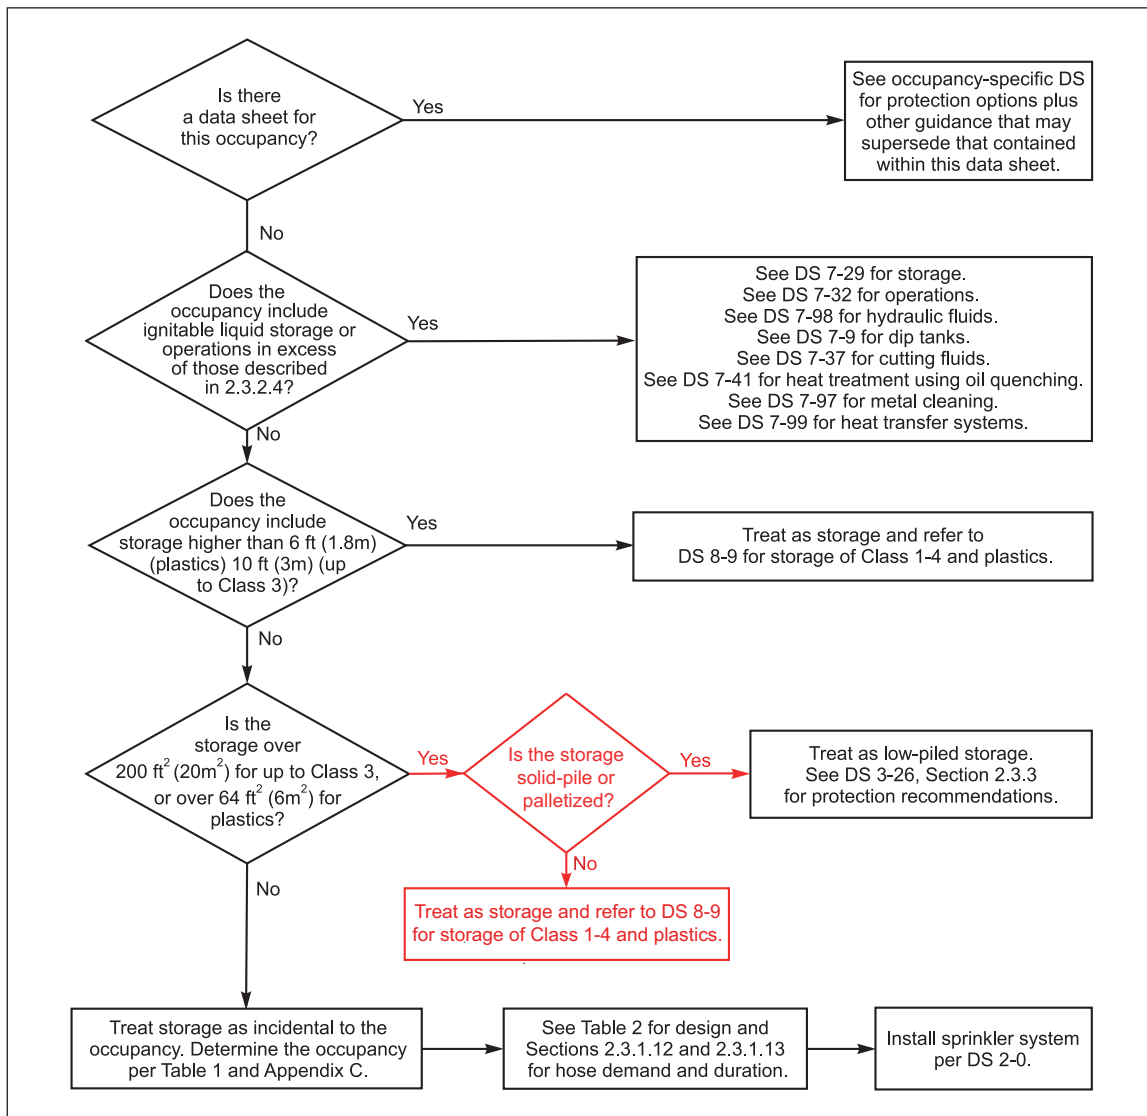 Is there
a data sheet for
this occupancy?
Yes
See occupancy-specific DS
for protection options plus
other guidance that may
supersede that contained
within this data sheet.
No
Does the
occupancy include
ignitable liquid storage or
operations in excess
of those described
in 2.3.2.4?
Yes
See DS 7-29 for storage.
See DS 7-32 for operations.
See DS 7-98 for hydraulic fluids.
See DS 7-9 for dip tanks.
See DS 7-37 for cutting fluids.
See DS 7-41 for heat treatment using oil quenching.
See DS 7-97 for metal cleaning.
See DS 7-99 for heat transfer systems.
No
Does the
occupancy include
storage higher than 6 ft (1.8m)
(plastics) 10 ft (3m) (up
to Class 3)?
Yes
Treat as storage and refer to
DS 8-9 for storage of Class 1-4 and plastics.
No
Is the
storage over
200 ft² (20m²) for up to Class 3,
or over 64 ft² (6m²) for
plastics?
Yes
Is the storage
solid-pile or
palletized?
Yes
Treat as low-piled storage.
See DS 3-26, Section 2.3.3
for protection recommendations.
No
Treat as storage and refer to DS 8-9
for storage of Class 1-4 and plastics.
No
Treat storage as incidental to the
occupancy. Determine the occupancy
per Table 1 and Appendix C.
See Table 2 for design and
Sections 2.3.1.12 and 2.3.1.13
for hose demand and duration.
Install sprinkler system
per DS 2-0.